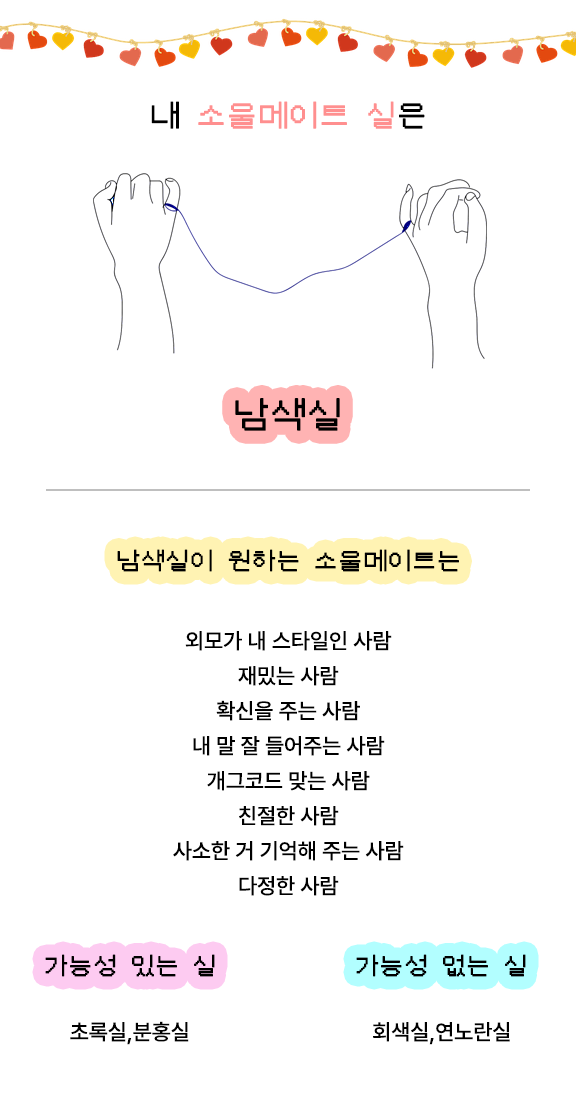 내 소울메이트 실은
남색실
남색실이 원하는 소울메이트는
외모가 내 스타일인 사람
재밌는 사람
확신을 주는 사람
내 말 잘 들어주는 사람
개그코드 맞는 사람
친절한 사람
사소한 거 기억해 주는 사람
다정한 사람
가능성 있는 실
초록실,분홍실
가능성 없는 실
회색실,연노란실